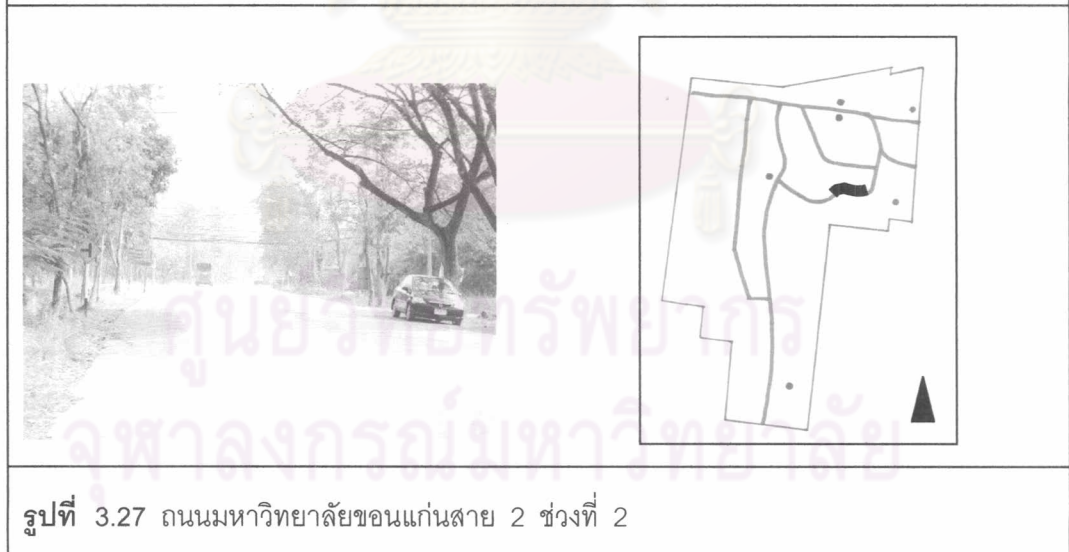 ศูนย์วิทยทรัพยากร
จุฬาลงกรณ์มหาวิทยาลัย
รูปที่ 3.27 ถนนมหาวิทยาลัยขอนแก่นสาย 2 ช่วงที่ 2